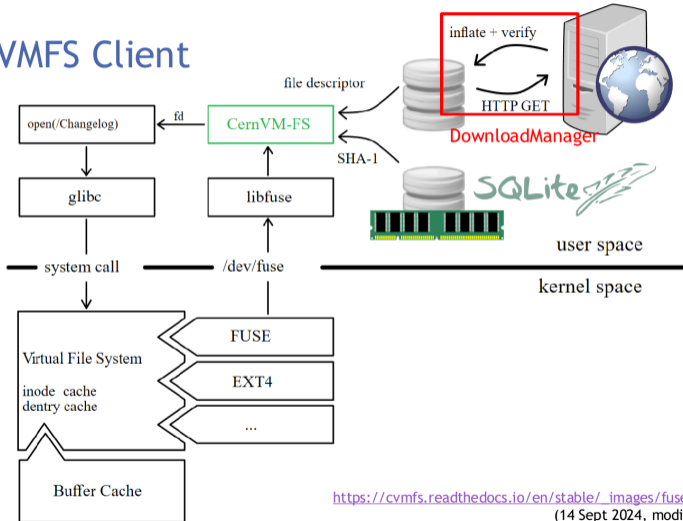 VMFS Client
inflate + verify
HTTP GET
DownloadManager
file descriptor
open(/Changelog)
fd
CernVM-FS
SHA-1
SQLite
glibc
libfuse
user space
system call
/dev/fuse
kernel space
Virtual File System
inode cache
dentry cache
FUSE
EXT4
...
Buffer Cache
https://cvmfs.readthedocs.io/en/stable/_images/fuse
(14 Sept 2024, modi